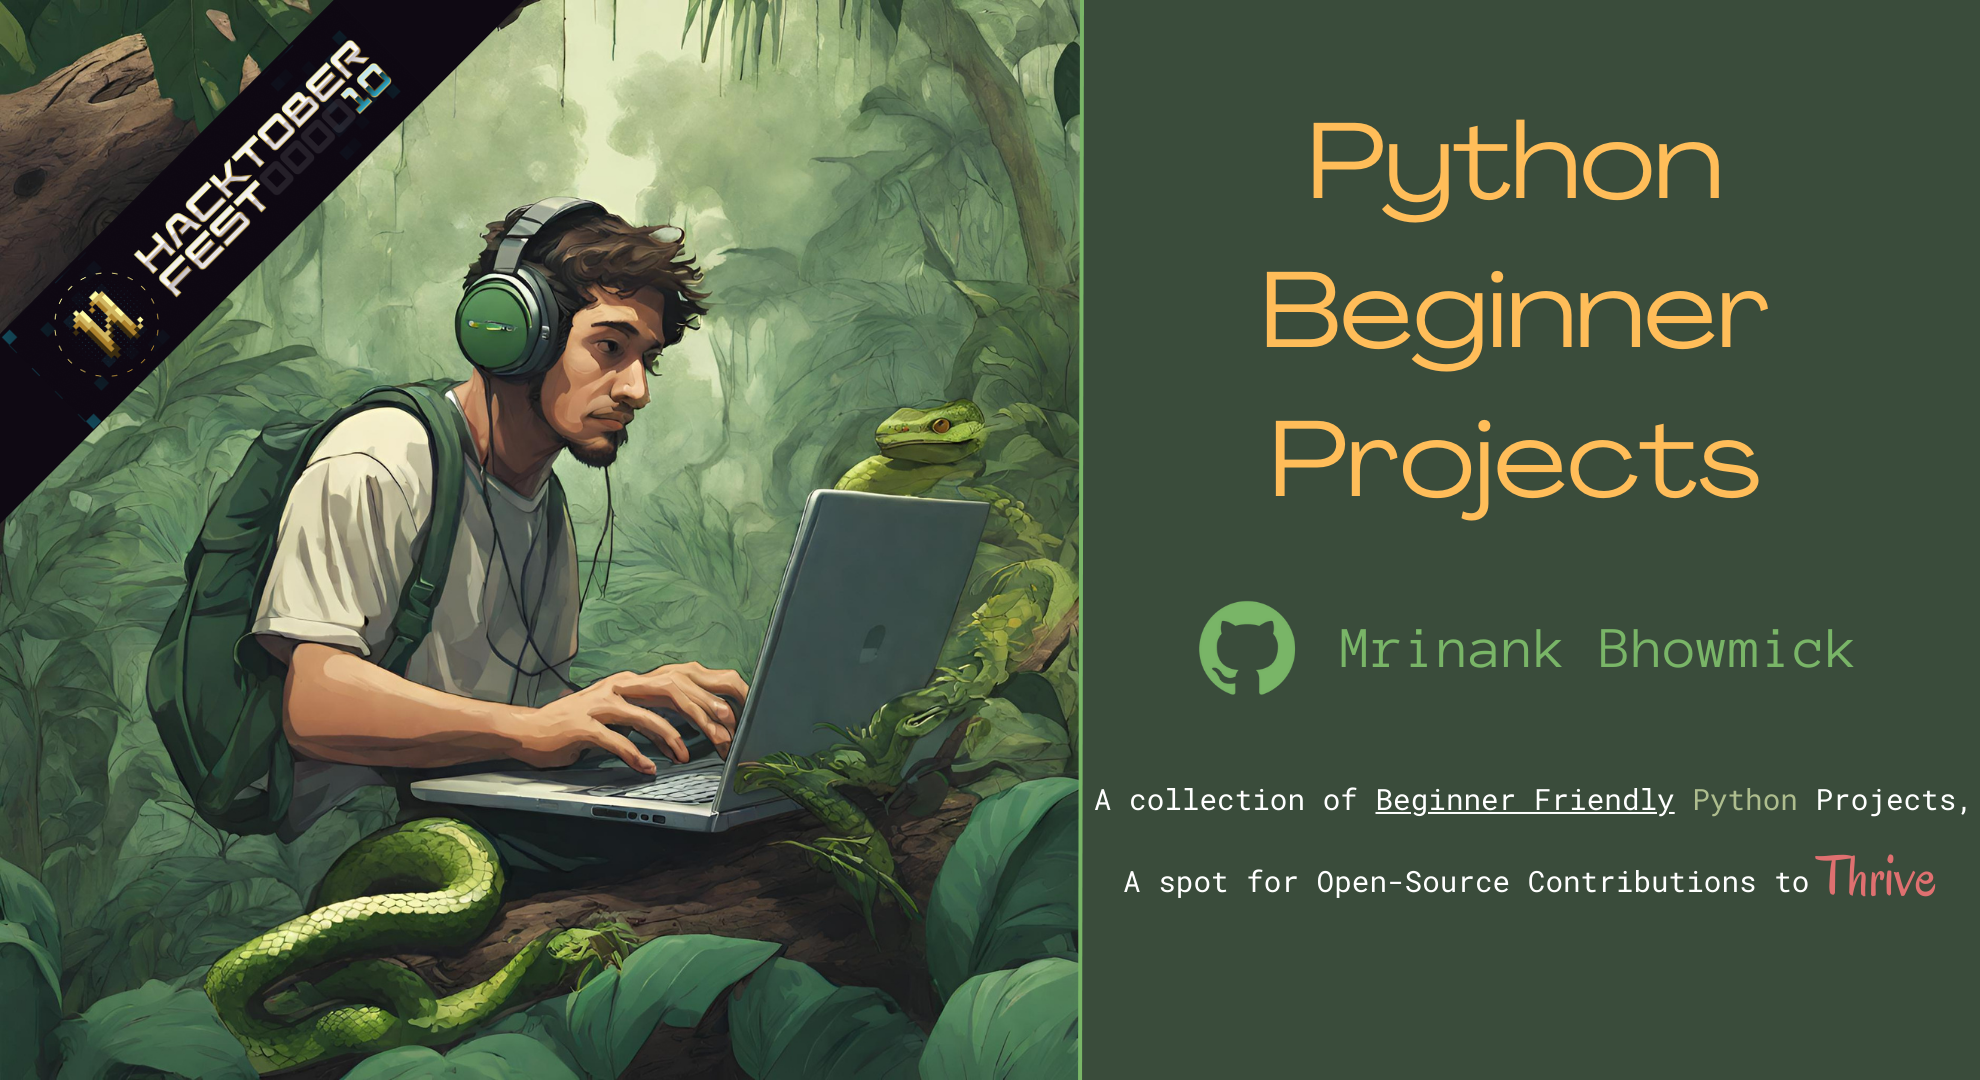 HACKTOBER
FEST 000010
Python
Beginner
Projects
Mrinank Bhowmick
A collection of Beginner Friendly Python Projects,
A spot for Open-Source Contributions to Thrive